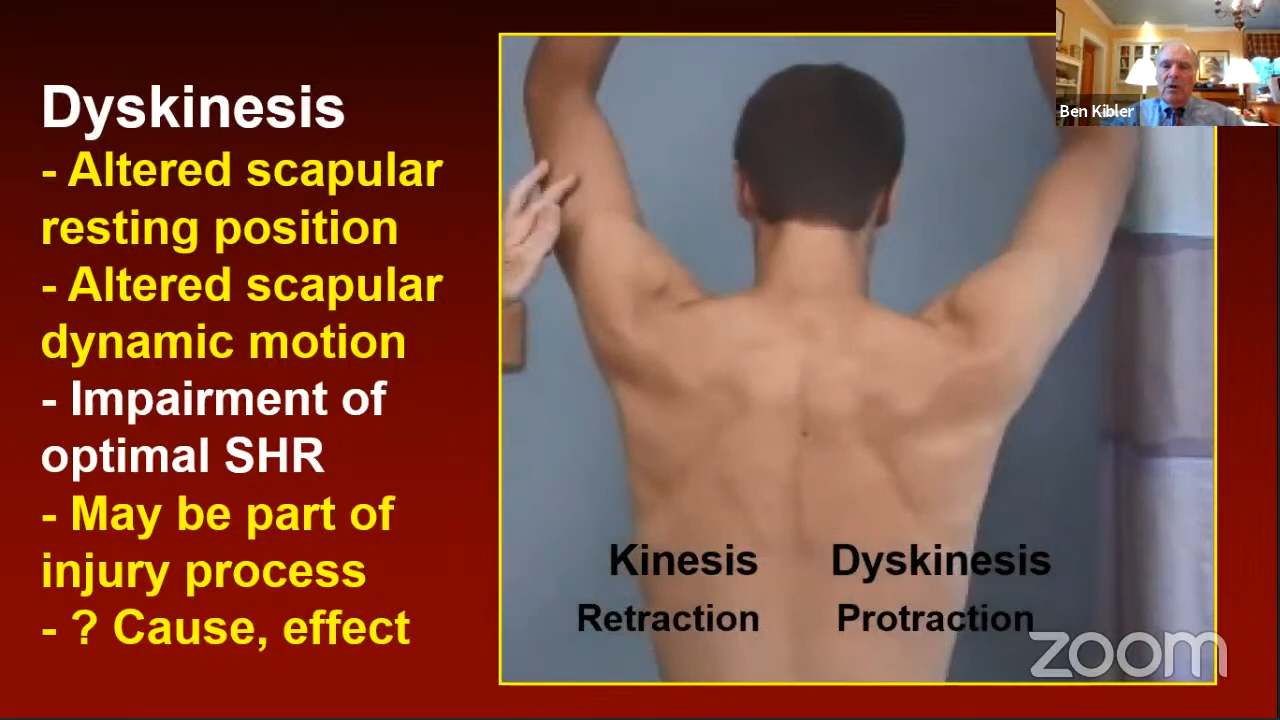 Dyskinesis
- Altered scapular
resting position
- Altered scapular
dynamic motion
- Impairment of
optimal SHR
- May be part of
injury process
- ? Cause, effect
Kinesis Dyskinesis
Retraction Protraction
Ben Kibler
zoom